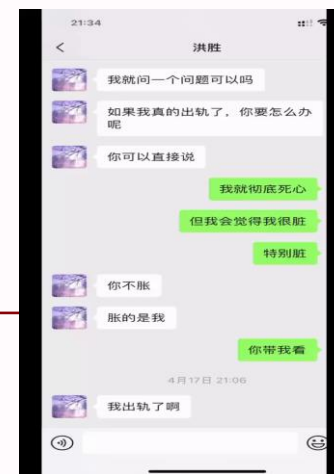 21:34
洪胜
我就问一个问题可以吗
如果我真的出轨了，你要怎么办
呢
你可以直接说
我就彻底死心
但我会觉得我很脏
特别脏
你不胀
胀的是我
你带我看
4月17日 21:06
我出轨了啊